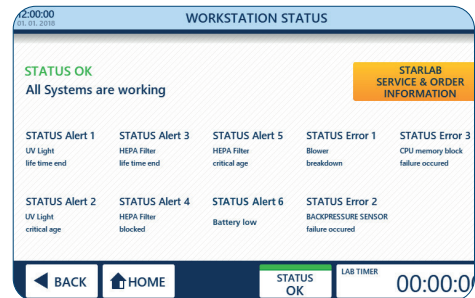 12:00:00
01. 01. 2018
WORKSTATION STATUS
STATUS OK
All Systems are working
STARLAB
SERVICE & ORDER
INFORMATION
STATUS Alert 1
UV Light
life time end
STATUS Alert 3
HEPA Filter
life time end
STATUS Alert 5
HEPA Filter
critical age
STATUS Error 1
Blower
breakdown
STATUS Error 3
CPU memory block
failure occured
STATUS Alert 2
UV Light
critical age
STATUS Alert 4
HEPA Filter
blocked
STATUS Alert 6
Battery low
STATUS Error 2
BACKPRESSURE SENSOR
failure occured
BACK
HOME
STATUS
OK
LAB TIMER
00:00:00